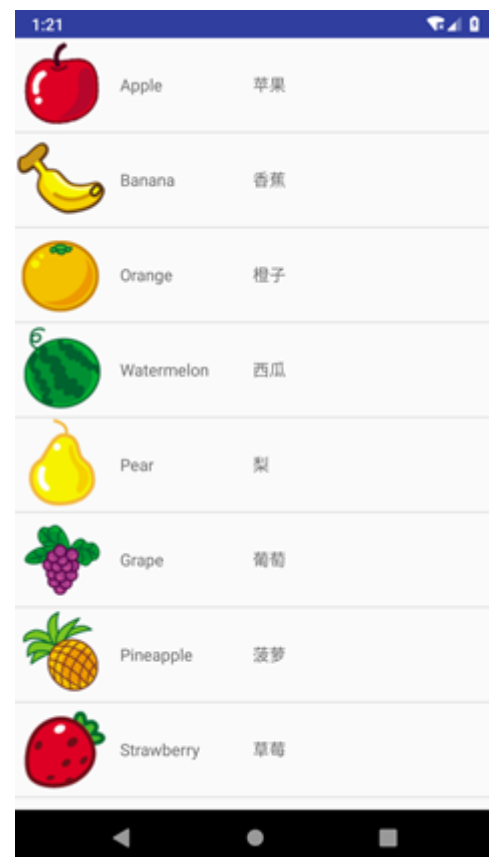 1:21
Apple 苹果
Banana 香蕉
Orange 橙子
Watermelon 西瓜
Pear 梨
Grape 葡萄
Pineapple 菠萝
Strawberry 草莓